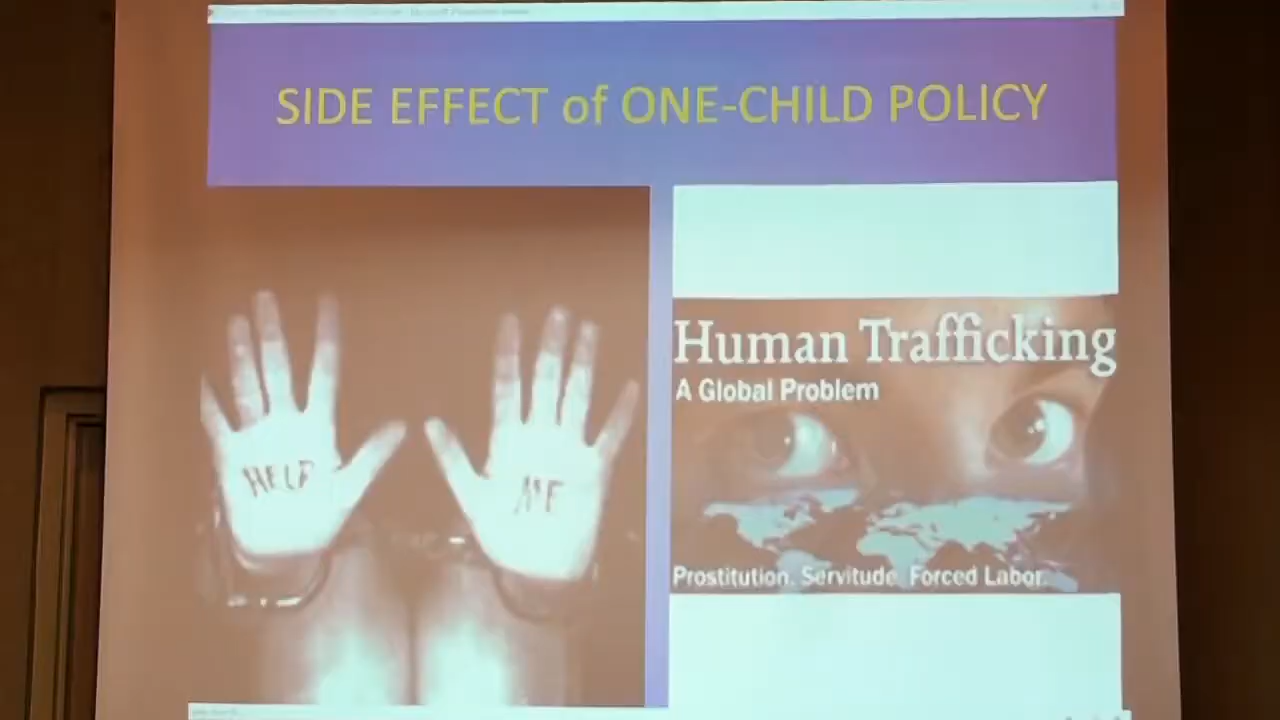 SIDE EFFECT of ONE-CHILD POLICY
HELP
ME
Human Trafficking
A Global Problem
Prostitution. Servitude. Forced Labor.